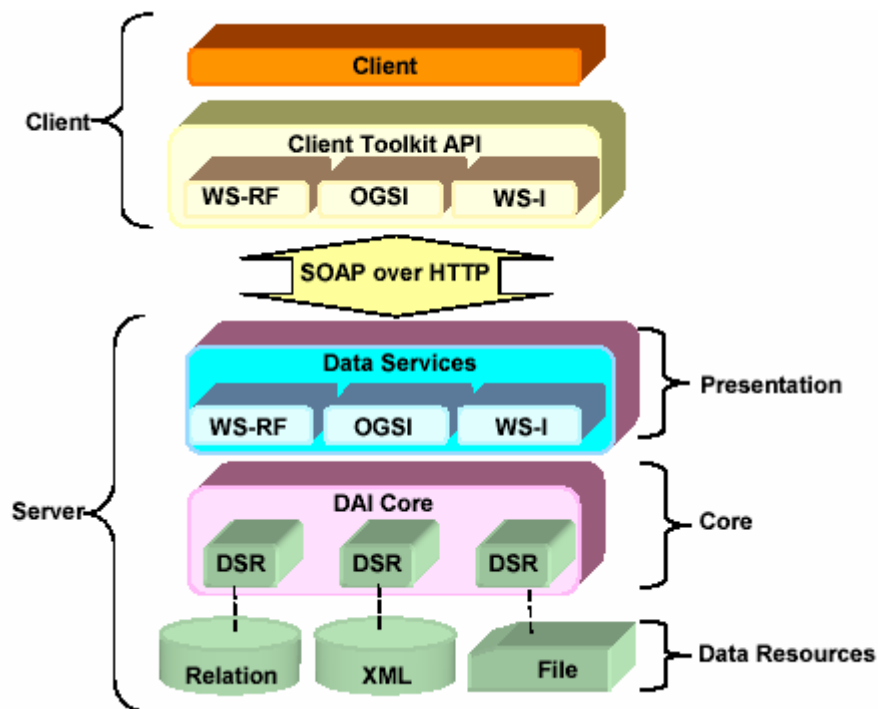 Client
Client
Client Toolkit API
WS-RF
OGSI
WS-I
SOAP over HTTP
Server
Data Services
WS-RF
OGSI
WS-I
Presentation
DAI Core
DSR
DSR
DSR
Core
Relation
XML
File
Data Resources